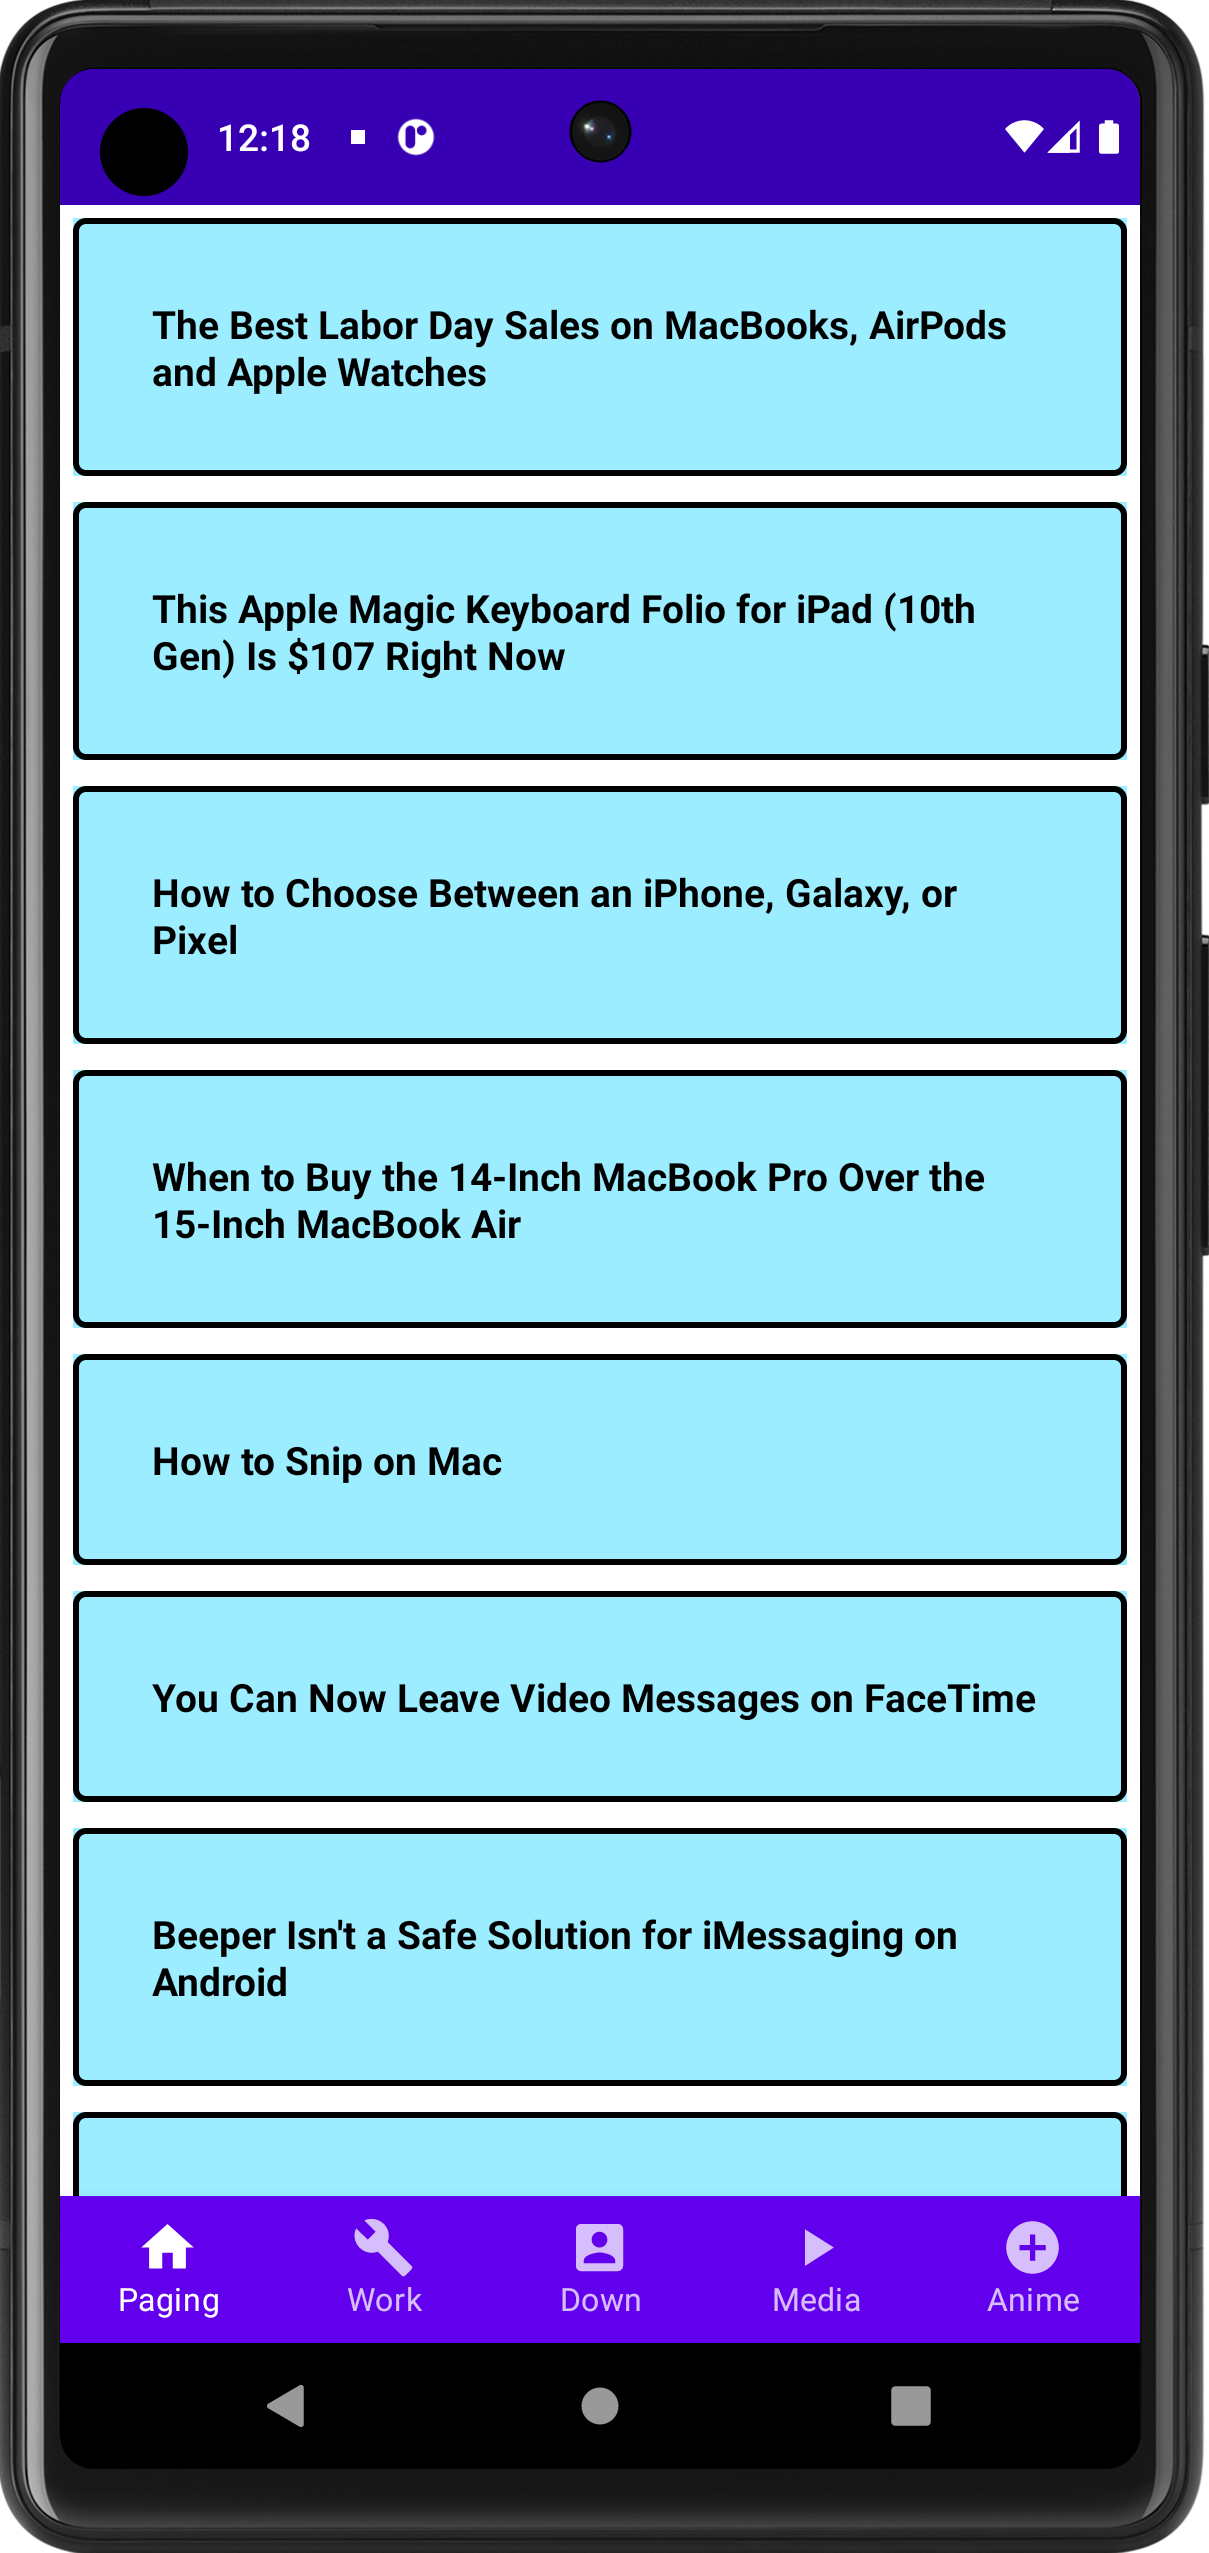 12:18
The Best Labor Day Sales on MacBooks, AirPods
and Apple Watches
This Apple Magic Keyboard Folio for iPad (10th
Gen) Is $107 Right Now
How to Choose Between an iPhone, Galaxy, or
Pixel
When to Buy the 14-Inch MacBook Pro Over the
15-Inch MacBook Air
How to Snip on Mac
You Can Now Leave Video Messages on FaceTime
Beeper Isn't a Safe Solution for iMessaging on
Android
Paging Work Down Media Anime